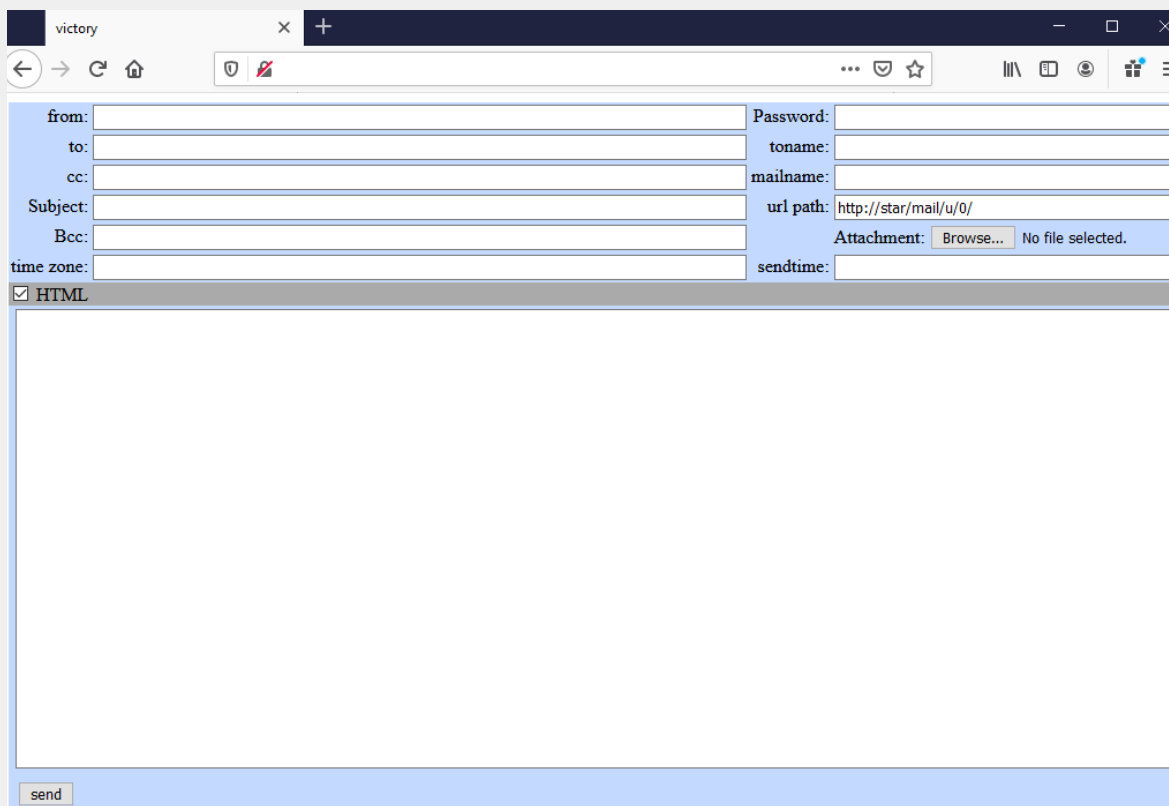 victory
from: Password:
to: toname:
cc: mailname:
Subject: url path: http://star/mail/u/0/
Bcc: Attachment: Browse... No file selected.
time zone: sendtime:
HTML
send